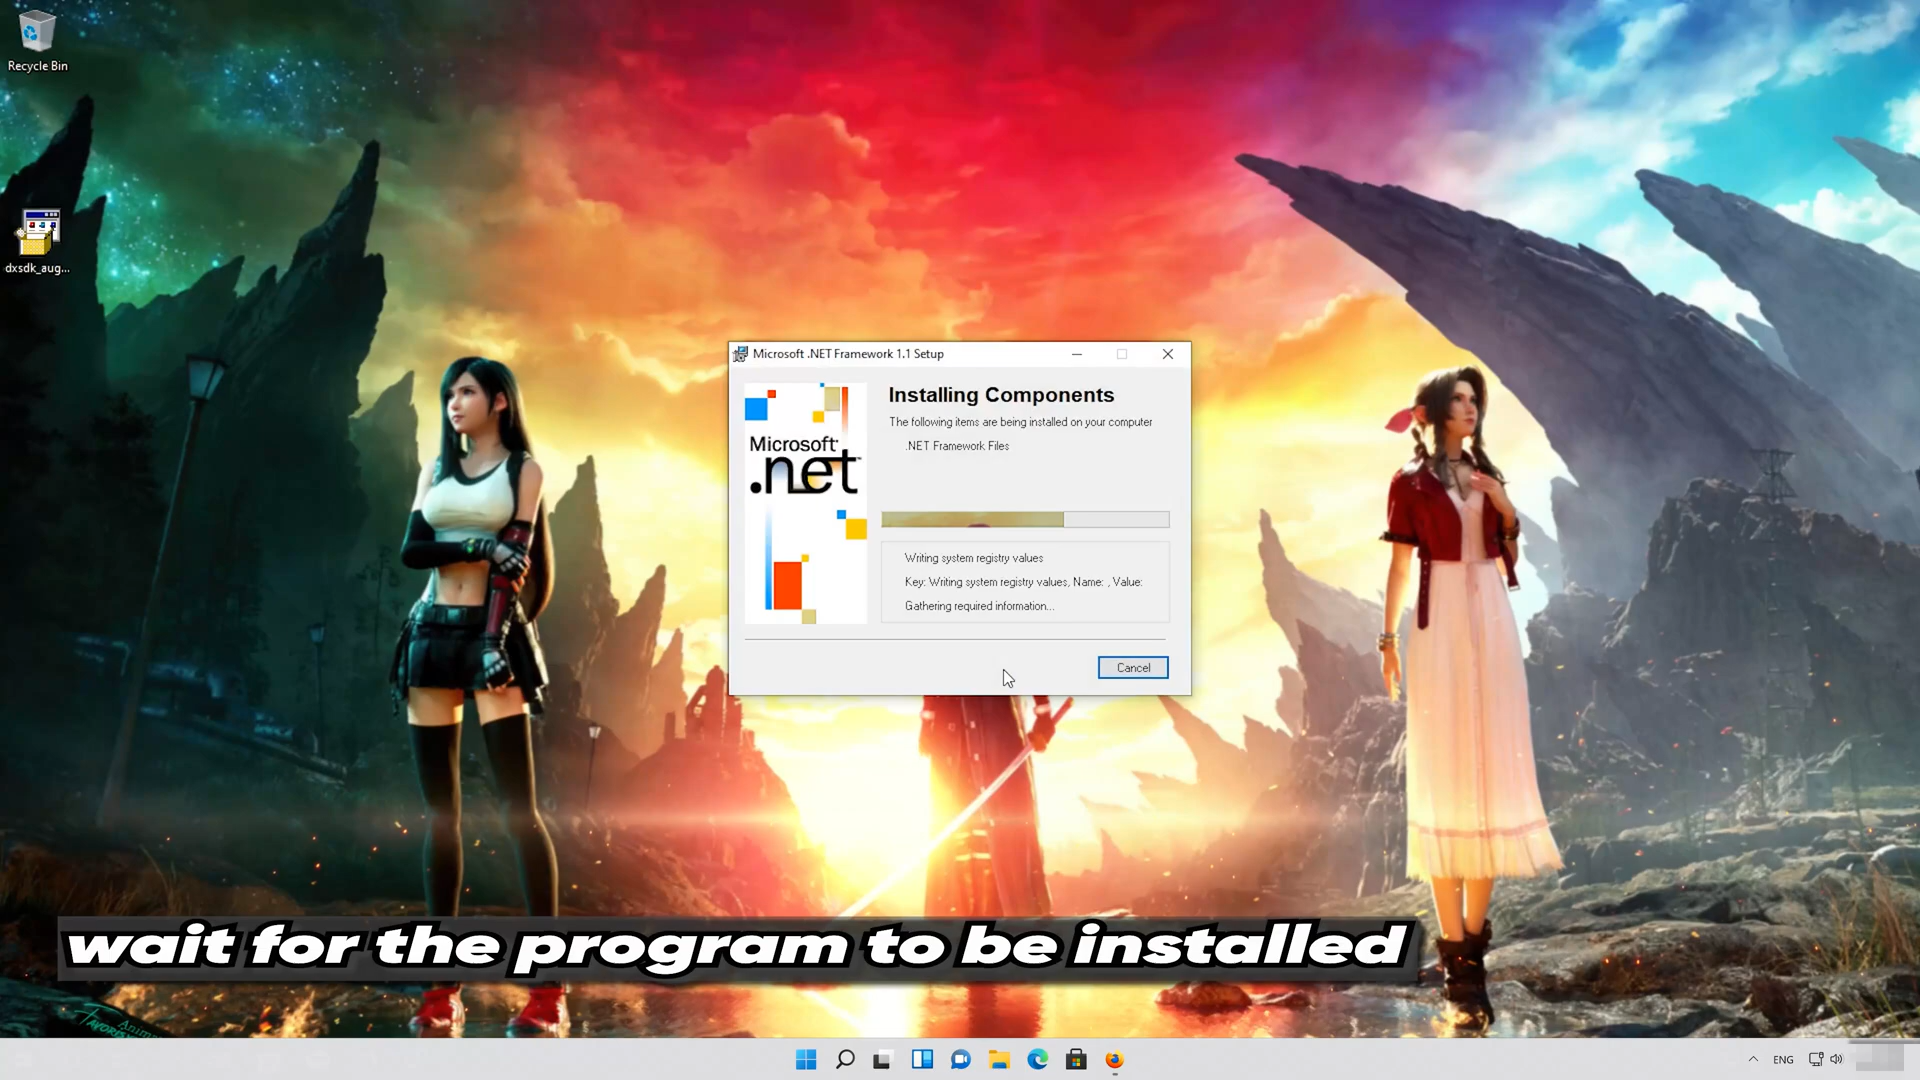 Recycle Bin
dxsdk_aug...
Microsoft .NET Framework 1.1 Setup
Installing Components
The following items are being installed on your computer
.NET Framework Files
Microsoft
.net
Writing system registry values
Key: Writing system registry values, Name: , Value:
Gathering required information...
Cancel
wait for the program to be installed
ENG